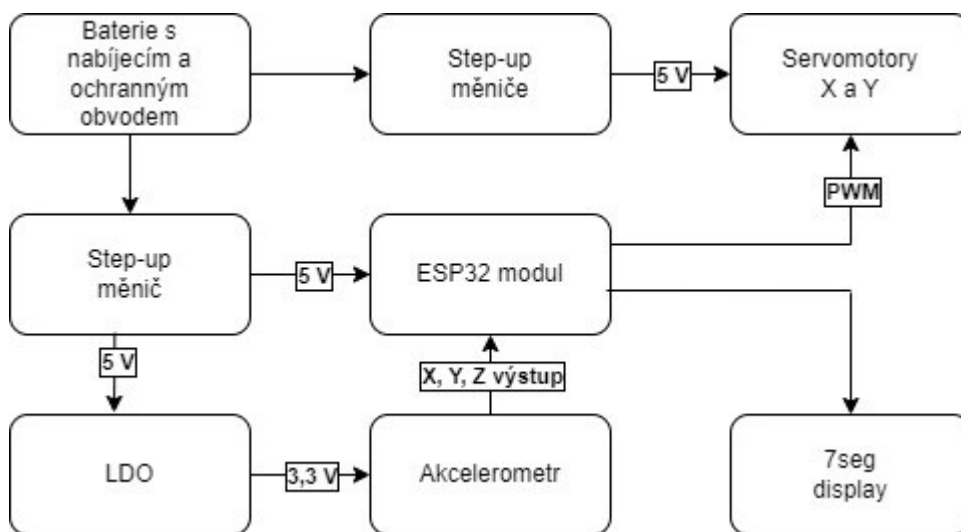 Baterie s
nabíjecím a
ochranným
obvodem
Step-up
měniče
5 V
Servomotory
X a Y
PWM
Step-up
měnič
5 V
ESP32 modul
5 V
X, Y, Z výstup
LDO
3,3 V
Akcelerometr
7seg
display